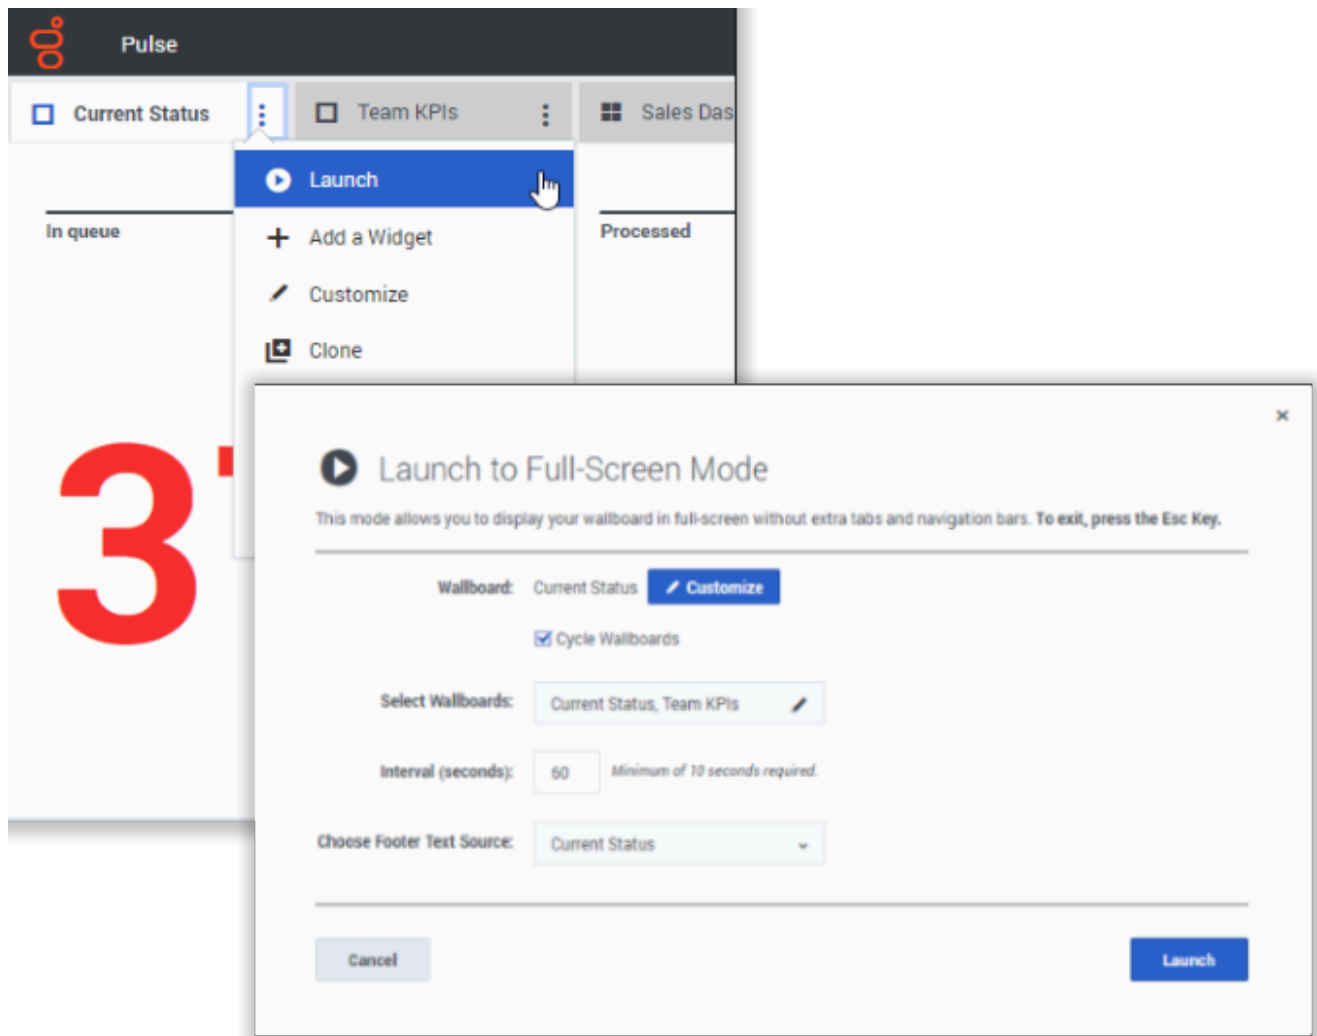 Pulse
Current Status
Team KPIs
Sales Das
Launch
In queue
Add a Widget
Processed
Customize
Clone
3
Launch to Full-Screen Mode
This mode allows you to display your wallboard in full-screen without extra tabs and navigation bars. To exit, press the Esc Key.
Wallboard: Current Status Customize
Cycle Wallboards
Select Wallboards: Current Status, Team KPIs
Interval (seconds): 60 Minimum of 10 seconds required.
Choose Footer Text Source: Current Status
Cancel
Launch